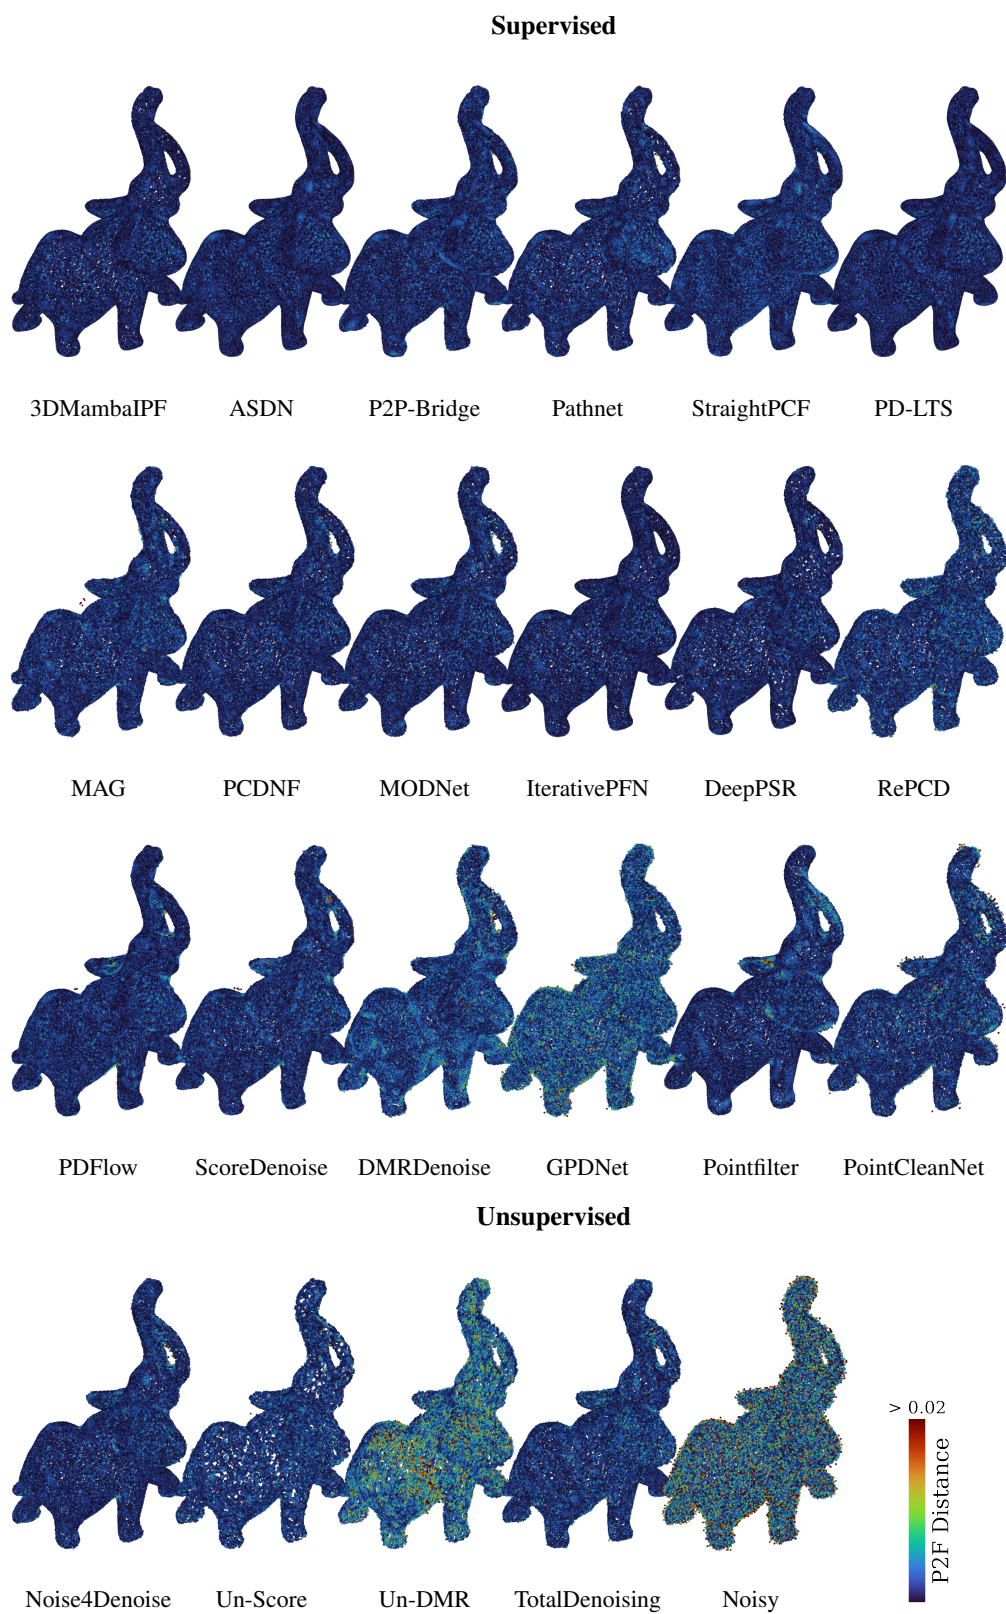 Supervised
3DMambaIPF ASDN P2P-Bridge Pathnet StraightPCF PD-LTS
MAG PCDNF MODNet IterativePFN DeepPSR RePCD
PDFlow ScoreDenoise DMRDenoise GPDNet Pointfilter PointCleanNet
Unsupervised
> 0.02
P2F Distance
Noise4Denoise Un-Score Un-DMR TotalDenoising Noisy